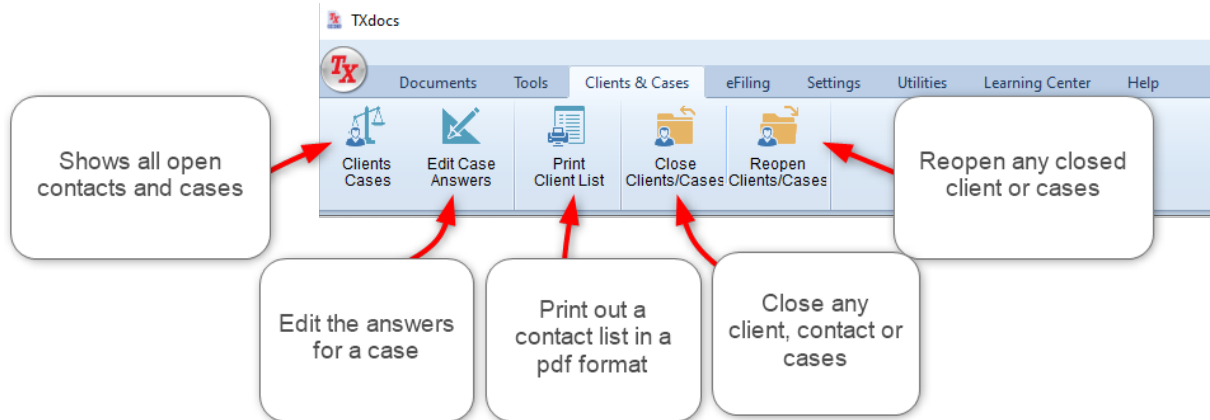 TXdocs
TX
Documents Tools Clients & Cases eFiling Settings Utilities Learning Center Help
Clients
Cases
Edit Case
Answers
Print
Client List
Close
Clients/Cases
Reopen
Clients/Cases
Shows all open
contacts and cases
Reopen any closed
client or cases
Edit the answers
for a case
Print out a
contact list in a
pdf format
Close any
client, contact or
cases